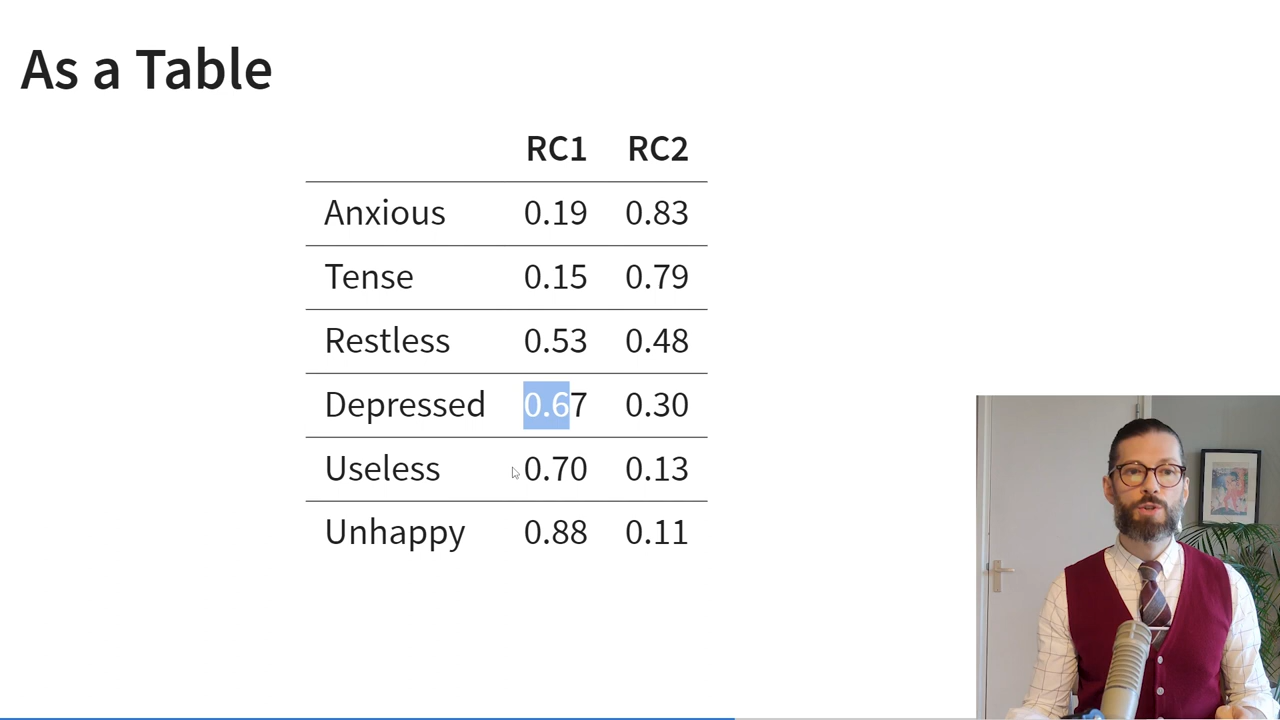 As a Table
RC1 RC2
Anxious 0.19 0.83
Tense 0.15 0.79
Restless 0.53 0.48
Depressed 0.67 0.30
Useless 0.70 0.13
Unhappy 0.88 0.11